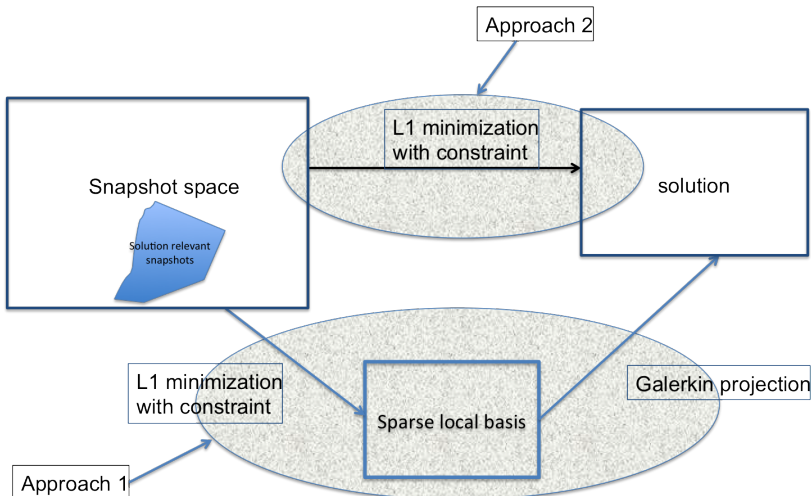 Approach 2
L1 minimization
with constraint
Snapshot space
solution
Solution relevant
snapshots
L1 minimization
with constraint
Galerkin projection
Sparse local basis
Approach 1